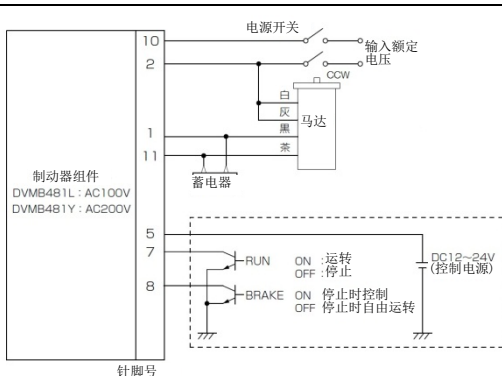 电源开关
10
输入额定
电压
2
CCW
白
灰
马达
黑
1
茶
11
蓄电器
制动器组件
DVMB481L：AC100V
DVMB481Y：AC200V
5
7
RUN ON：运转
OFF：停止
DC12～24V
(控制电源)
8
BRAKE ON 停止时控制
OFF 停止时自由运转
针脚号